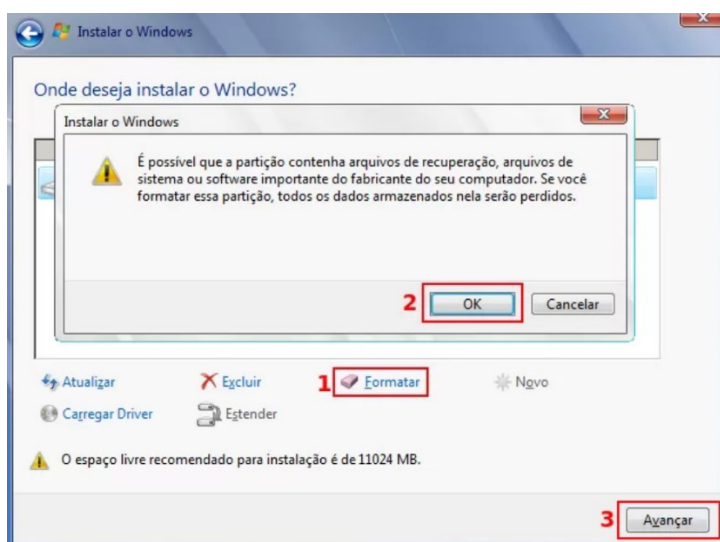 Instalar o Windows
Onde deseja instalar o Windows?
Instalar o Windows
É possível que a partição contenha arquivos de recuperação, arquivos de
sistema ou software importante do fabricante do seu computador. Se você
formatar essa partição, todos os dados armazenados nela serão perdidos.
2 OK Cancelar
Atualizar Excluir 1 Formatar Novo
Carregar Driver Estender
O espaço livre recomendado para instalação é de 11024 MB.
3 Avançar